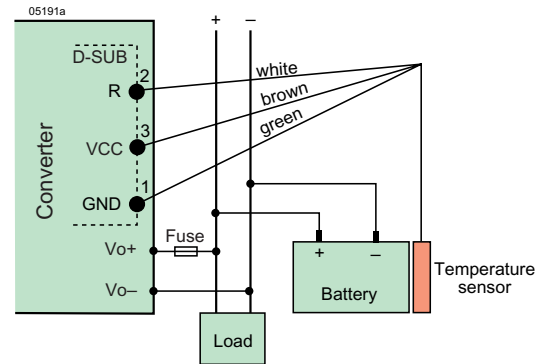 05191a
+ –
D-SUB
2
R
white
3
brown
VCC
green
1
GND
Converter
Vo+
Fuse
Vo–
+ –
Battery
Temperature
sensor
Load